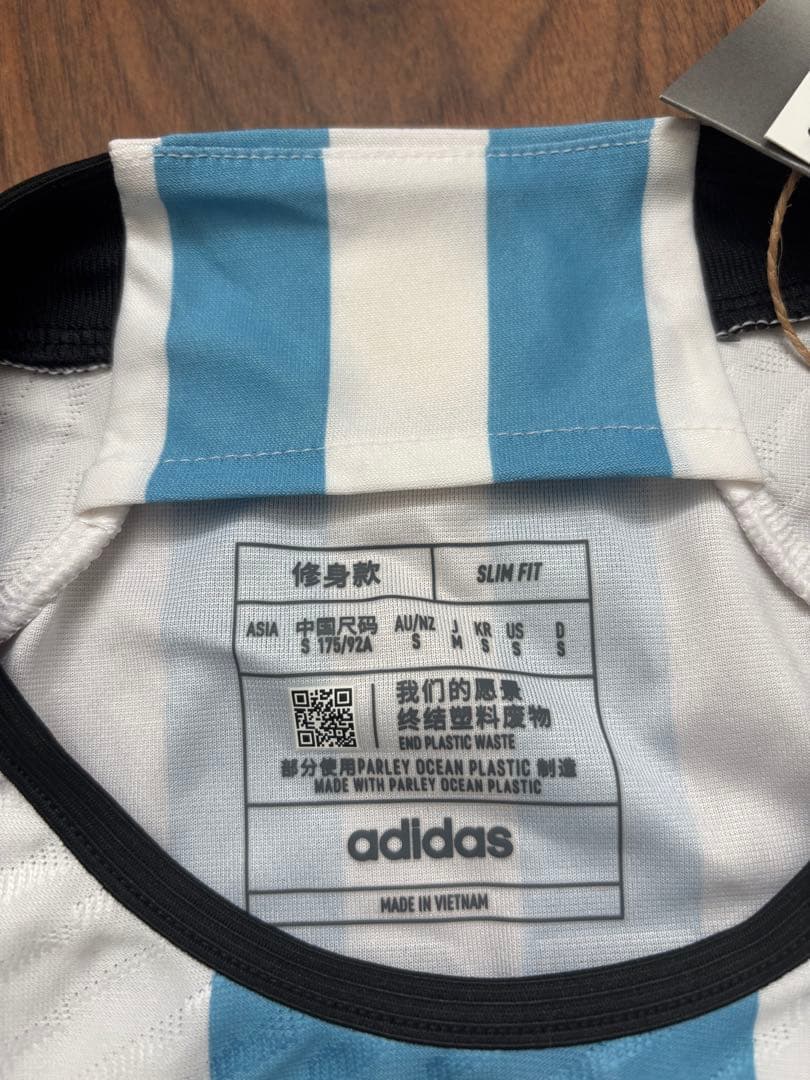 修身款
SLIM FIT
ASIA 中国尺码 AU/NZ J KR US D
S 175/92A S M S S S
我们的愿景
终结塑料废物
END PLASTIC WASTE
部分使用PARLEY OCEAN PLASTIC 制造
MADE WITH PARLEY OCEAN PLASTIC
adidas
MADE IN VIETNAM